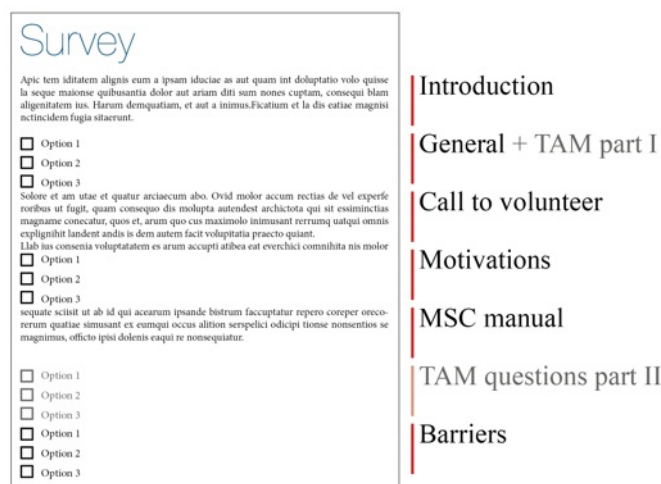 Survey
Apic tem iditatem alignis eum a ipsam iduciae as aut quam int doluptatio volo quisse
la seque maionse quibusantia dolor aut ariam diti sum nones cuptam, consequi blam
aligenitatem ius. Harum demquatiam, et aut a inimus.Ficatium et la dis eatiae magnisi
nctincidem fugia sitaerunt.
Option 1
Option 2
Option 3
Solore et am utae et quatur arciaecum abo. Ovid molor accum rectias de vel experfe
roribus ut fugit, quam consequo dis molupta autendest archictota qui sit essiminctias
magname conecatur, quos et, arum quo cus maximolo inimusant rerrumq uatqui omnis
explignihit landent andis is dem autem facit volupitatia praecto quiant.
Llab ius consenia voluptatatem es arum accupti atibea eat everchici comnihita nis molor
Option 1
Option 2
Option 3
sequate sciisit ut ab id qui acearum ipsande bistrum faccuptatur repero coreper oreco-
rerum quatiae simusant ex eumqui occus alition serspelici odicipi tionse nonsentios se
magnimus, officto ipisi dolenis eaqui re nonsequiatur.
Option 1
Option 2
Option 3
Option 1
Option 2
Option 3
Introduction
General + TAM part I
Call to volunteer
Motivations
MSC manual
TAM questions part II
Barriers